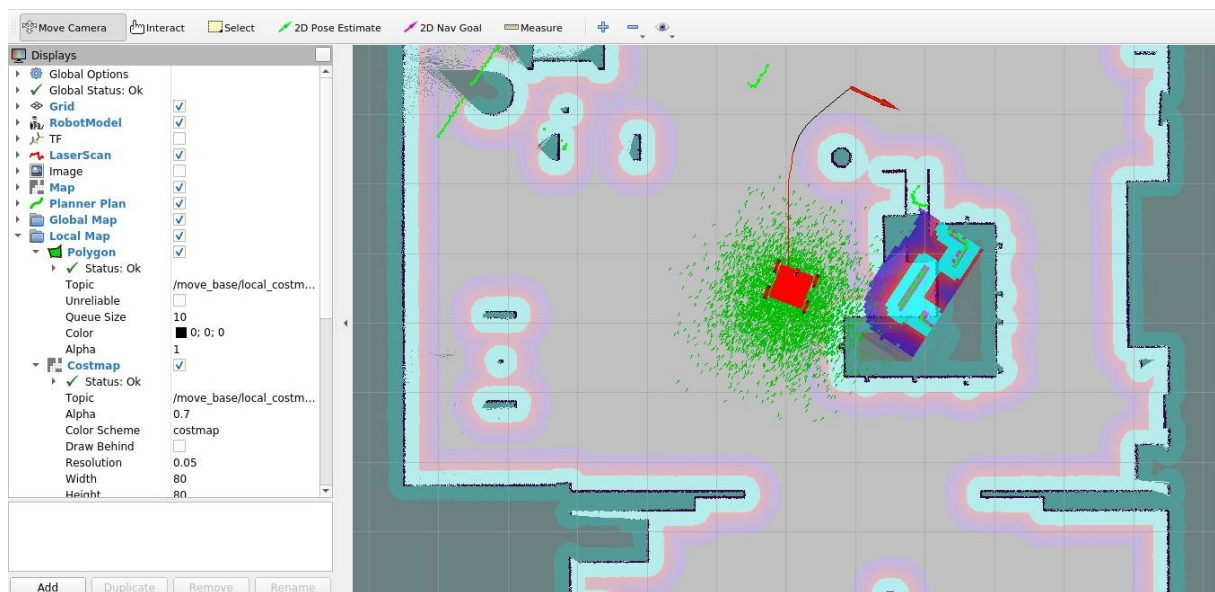 Move Camera Interact Select 2D Pose Estimate 2D Nav Goal Measure
Displays
Global Options
Global Status: Ok
Grid
RobotModel
TF
LaserScan
Image
Map
Planner Plan
Global Map
Local Map
Polygon
Status: Ok
Topic /move_base/local_costm...
Unreliable
Queue Size 10
Color 0; 0; 0
Alpha 1
Costmap
Status: Ok
Topic /move_base/local_costm...
Alpha 0.7
Color Scheme costmap
Draw Behind
Resolution 0.05
Width 80
Height 80
Add Duplicate Remove Rename